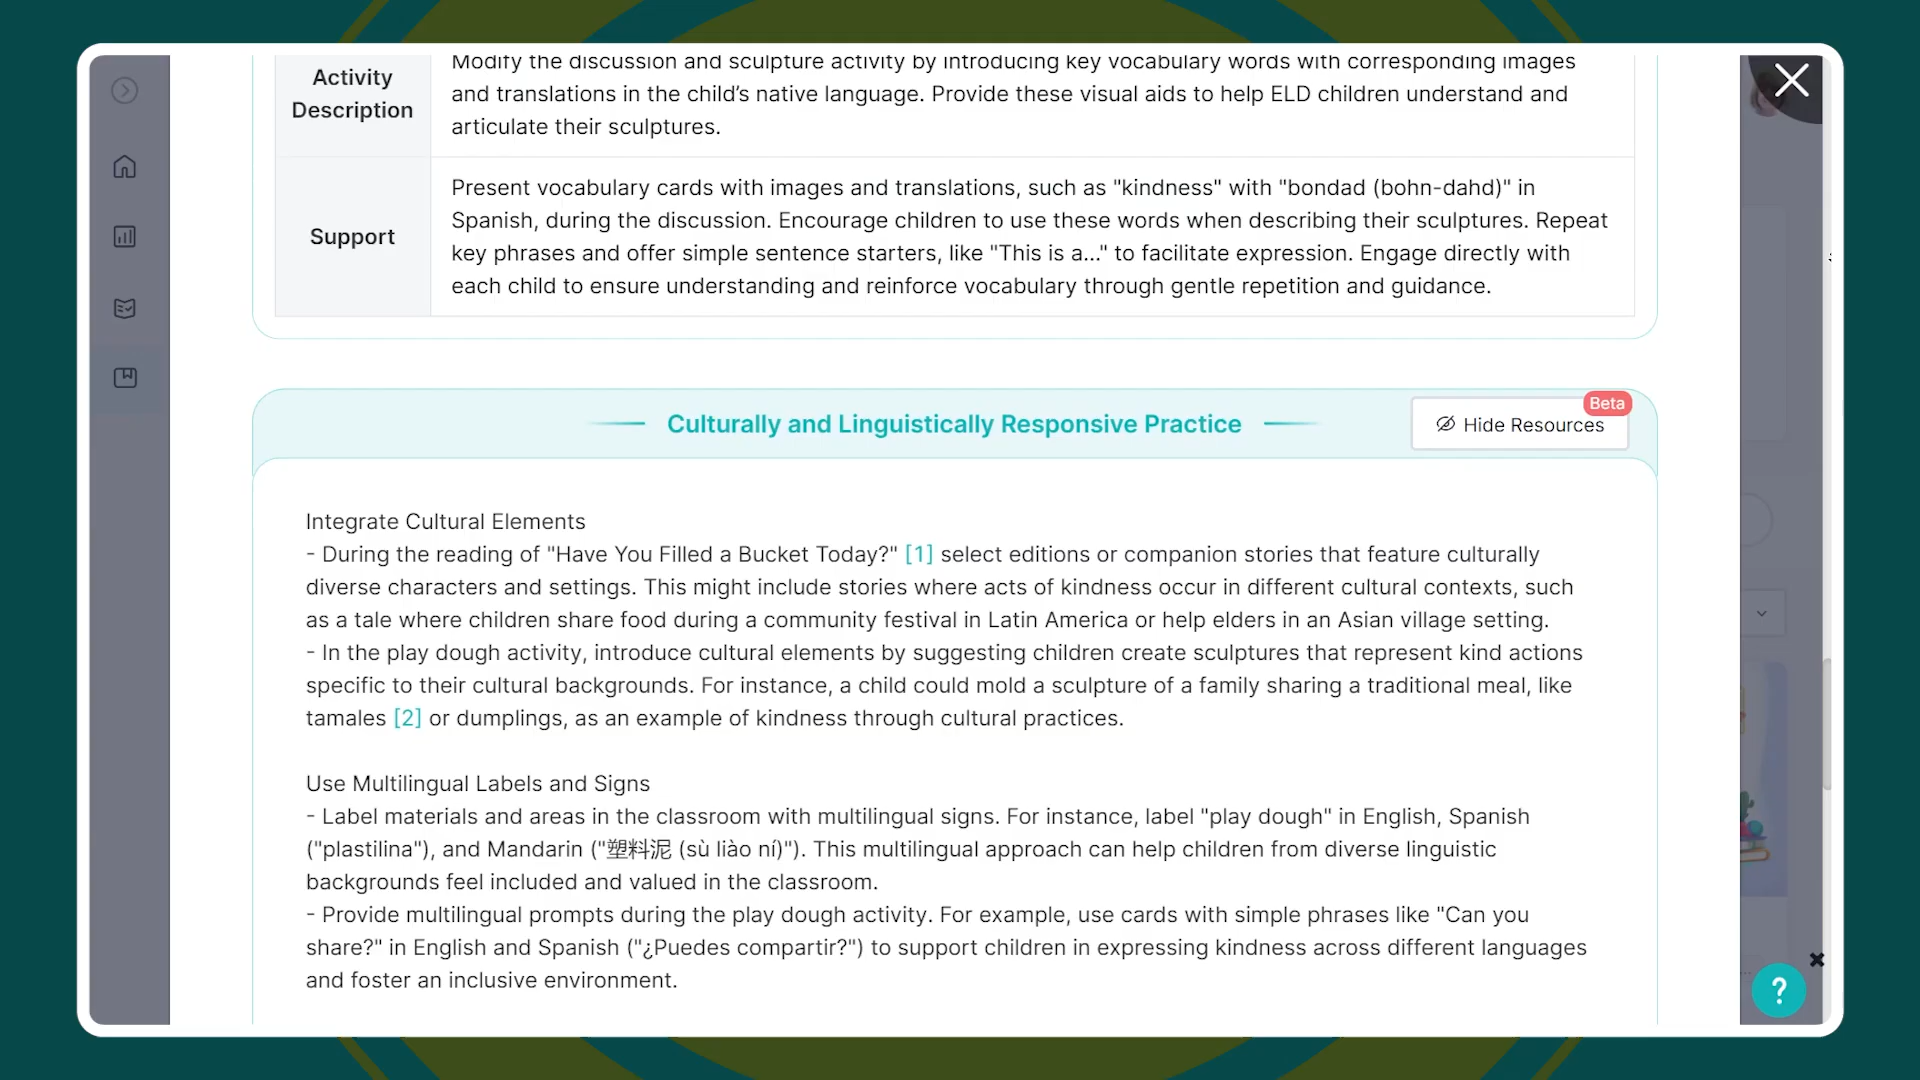 Activity
Description
Modify the discussion and sculpture activity by introducing key vocabulary words with corresponding images
and translations in the child’s native language. Provide these visual aids to help ELD children understand and
articulate their sculptures.
Support
Present vocabulary cards with images and translations, such as "kindness" with "bondad (bohn-dahd)" in
Spanish, during the discussion. Encourage children to use these words when describing their sculptures. Repeat
key phrases and offer simple sentence starters, like "This is a..." to facilitate expression. Engage directly with
each child to ensure understanding and reinforce vocabulary through gentle repetition and guidance.
Culturally and Linguistically Responsive Practice
Hide Resources
Beta
Integrate Cultural Elements
- During the reading of "Have You Filled a Bucket Today?" [1] select editions or companion stories that feature culturally
diverse characters and settings. This might include stories where acts of kindness occur in different cultural contexts, such
as a tale where children share food during a community festival in Latin America or help elders in an Asian village setting.
- In the play dough activity, introduce cultural elements by suggesting children create sculptures that represent kind actions
specific to their cultural backgrounds. For instance, a child could mold a sculpture of a family sharing a traditional meal, like
tamales [2] or dumplings, as an example of kindness through cultural practices.
Use Multilingual Labels and Signs
- Label materials and areas in the classroom with multilingual signs. For instance, label "play dough" in English, Spanish
("plastilina"), and Mandarin ("塑料泥 (sù liào ní)"). This multilingual approach can help children from diverse linguistic
backgrounds feel included and valued in the classroom.
- Provide multilingual prompts during the play dough activity. For example, use cards with simple phrases like "Can you
share?" in English and Spanish ("¿Puedes compartir?") to support children in expressing kindness across different languages
and foster an inclusive environment.
?